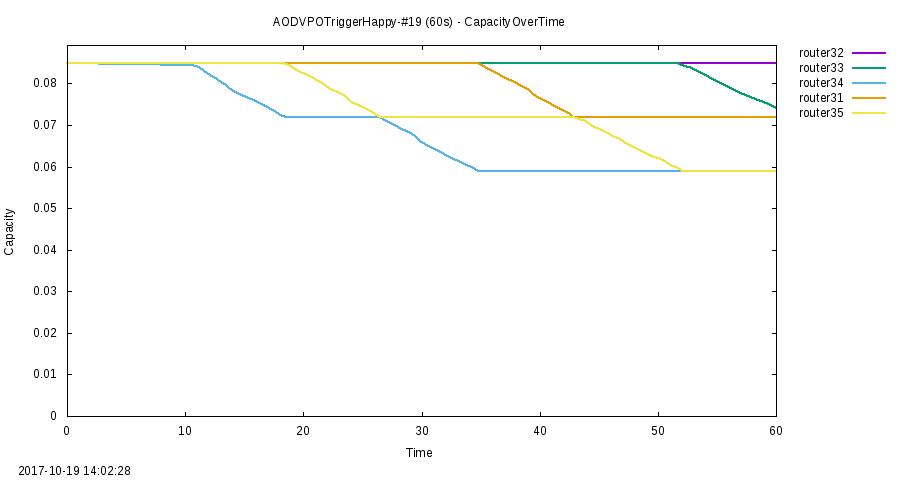 AODVPOTriggerHappy-#19 (60s) - CapacityOverTime
router32
router33
router34
router31
router35
0.08
0.07
0.06
0.05
0.04
0.03
0.02
0.01
0
Capacity
0 10 20 30 40 50 60
Time
2017-10-19 14:02:28